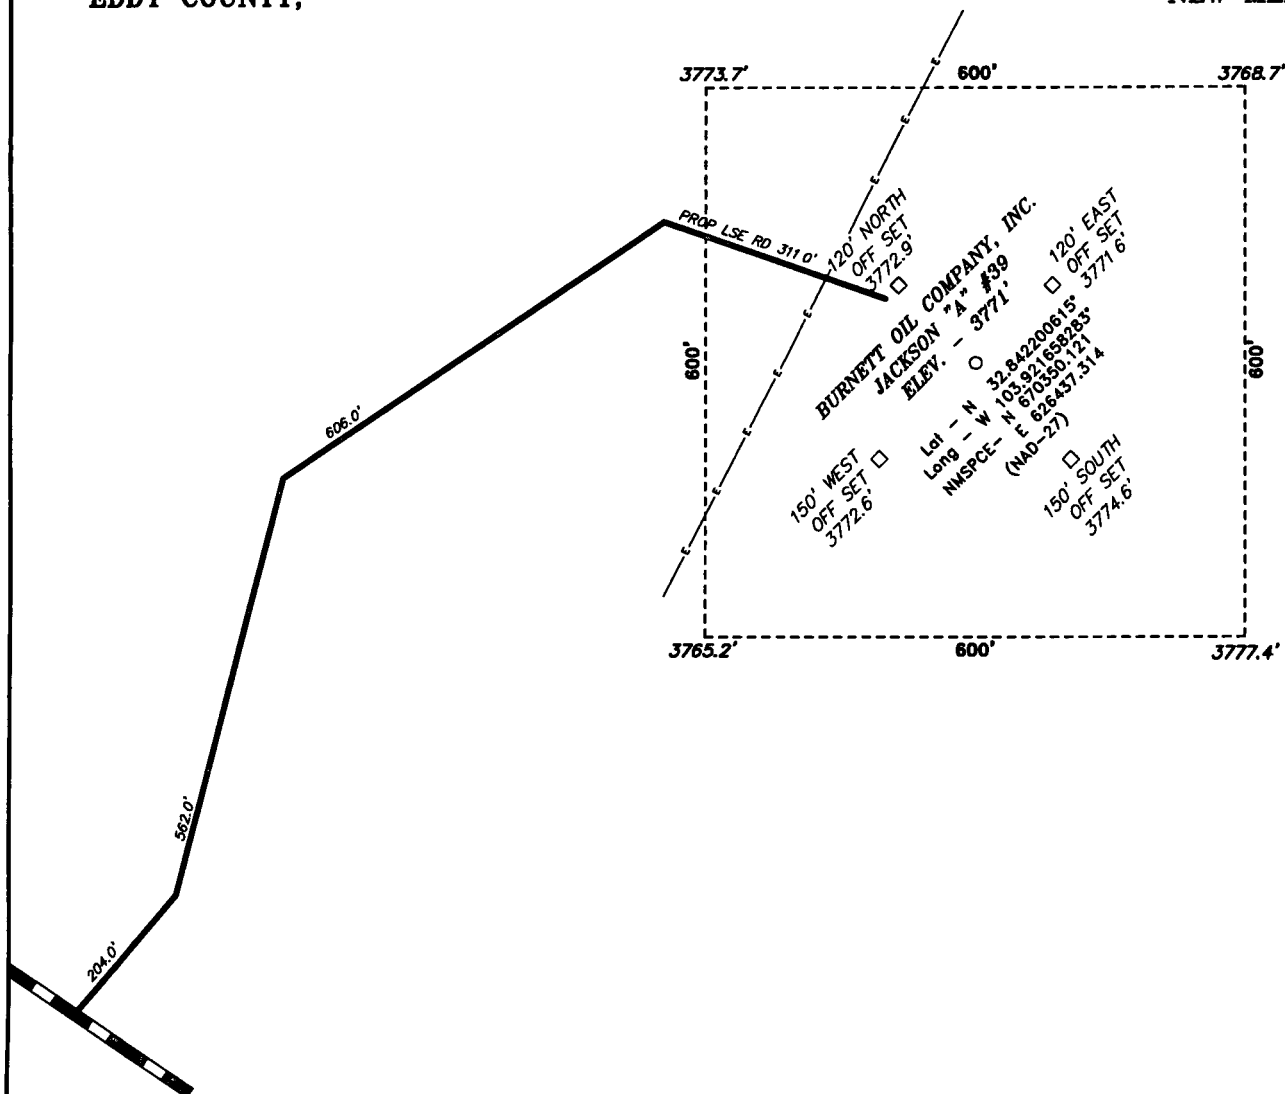 EDDY COUNTY,
3773.7'
600'
3768.7'
PROP LSE RD 311.0'
120' NORTH
OFF SET
3772.9'
120' EAST
OFF SET
3771.6'
BURNETT OIL COMPANY, INC.
JACKSON "A" #39
ELEV. - 3771'
600'
600'
Lat - N 32.842200615°
Long - W 103.921658283°
NMSPCE- N 670350.121
E 626437.314
(NAD-27)
150' WEST
OFF SET
3772.6'
150' SOUTH
OFF SET
3774.6'
606.0'
3765.2'
600'
3777.4'
562.0'
204.0'
E
E
E
E
E
E
E
E